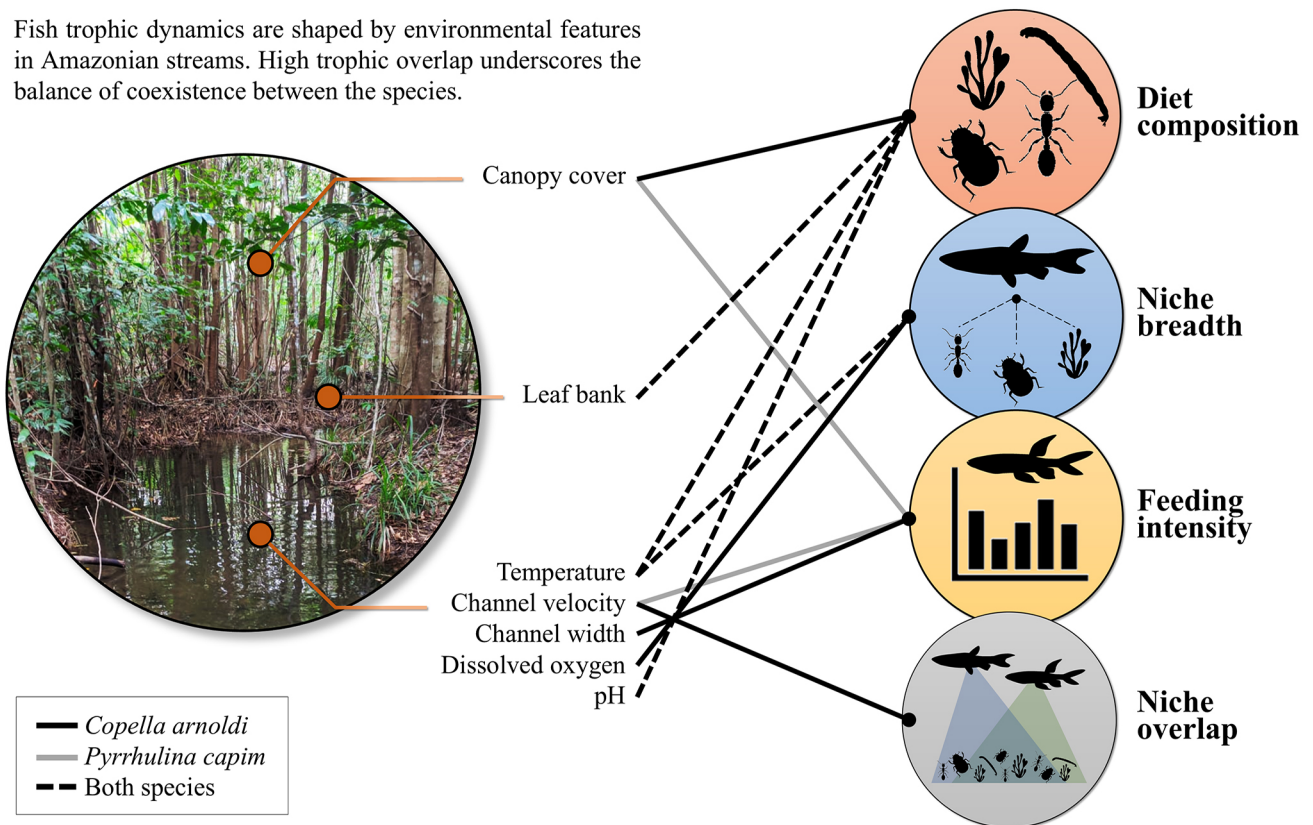 Fish trophic dynamics are shaped by environmental features
in Amazonian streams. High trophic overlap underscores the
balance of coexistence between the species.
Canopy cover
Leaf bank
Temperature
Channel velocity
Channel width
Dissolved oxygen
pH
Diet
composition
Niche
breadth
Feeding
intensity
Niche
overlap
Copella arnoldi
Pyrrhulina capim
Both species